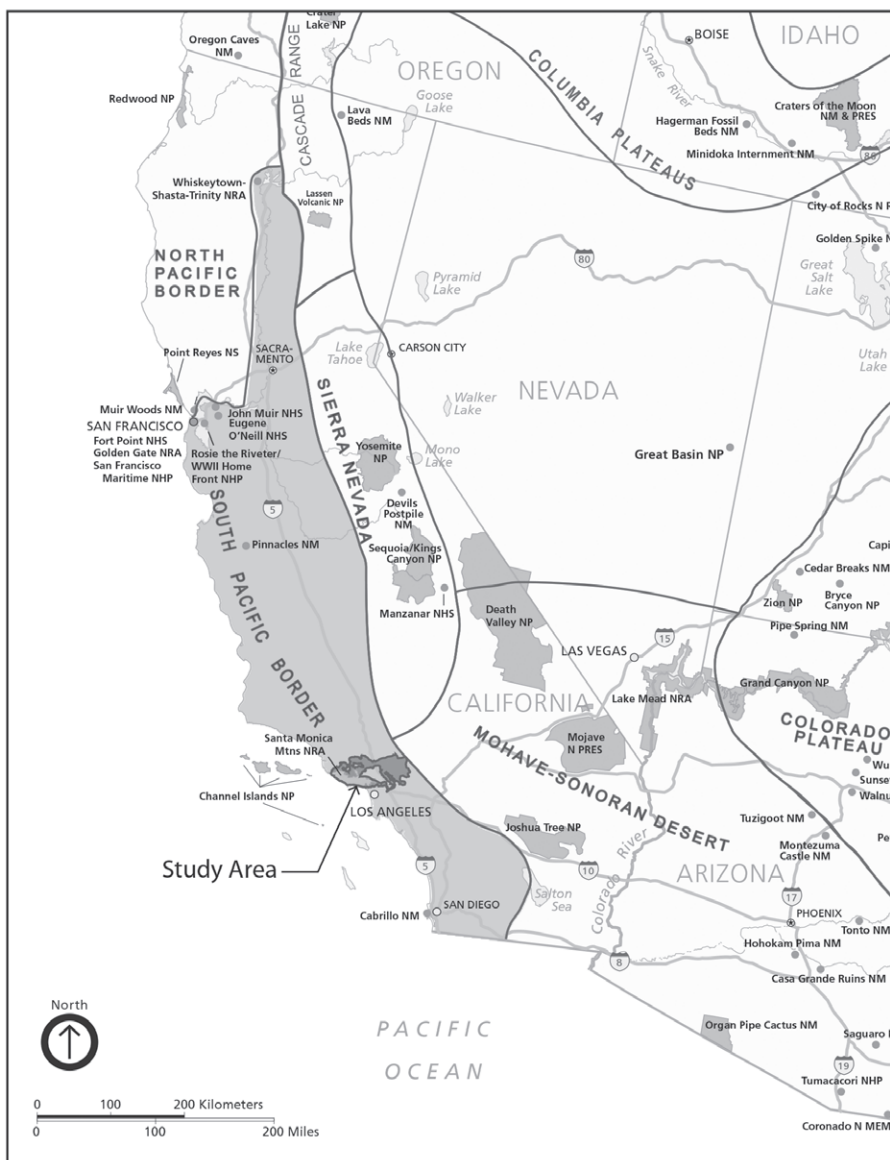 Crater
Lake NP
Oregon Caves
NM
CASCADE RANGE
OREGON
BOISE
IDAHO
Snake
River
COLUMBIA PLATEAUS
Redwood NP
Goose
Lake
Lava
Beds NM
Hagerman Fossil
Beds NM
Craters of the Moon
NM & PRES
Minidoka Internment NM
86
Whiskeytown-
Shasta-Trinity NRA
Lassen
Volcanic NP
City of Rocks N R
Golden Spike N
NORTH
PACIFIC
BORDER
80
Pyramid
Lake
Great
Salt
Lake
Point Reyes NS
SACRA-
MENTO
Lake
Tahoe
CARSON CITY
Utah
Lake
SIERRA NEVADA
NEVADA
Walker
Lake
Muir Woods NM
SAN FRANCISCO
Fort Point NHS
Golden Gate NRA
San Francisco
Maritime NHP
John Muir NHS
Eugene
O'Neill NHS
Rosie the Riveter/
WWII Home
Front NHP
Yosemite
NP
Mono
Lake
Great Basin NP
5
Devils
Postpile
NM
SOUTH PACIFIC BORDER
Pinnacles NM
Sequoia/Kings
Canyon NP
Capi
Cedar Breaks NM
Manzanar NHS
Death
Valley NP
Zion NP
Bryce
Canyon NP
Pipe Spring NM
15
LAS VEGAS
Grand Canyon NP
CALIFORNIA
Lake Mead NRA
COLORADO
PLATEAU
Santa Monica
Mtns NRA
Mojave
N PRES
MOHAVE-SONORAN DESERT
Wu
Sunse
Walnu
Channel Islands NP
LOS ANGELES
Joshua Tree NP
Tuzigoot NM
Montezuma
Castle NM
Pe
Study Area
5
10
Colorado River
ARIZONA
Salton
Sea
17
SAN DIEGO
Cabrillo NM
PHOENIX
Tonto NM
Hohokam Pima NM
8
Casa Grande Ruins NM
North
PACIFIC
OCEAN
Organ Pipe Cactus NM
Saguaro
19
Tumacacori NHP
0 100 200 Kilometers
0 100 200 Miles
Coronado N MEM